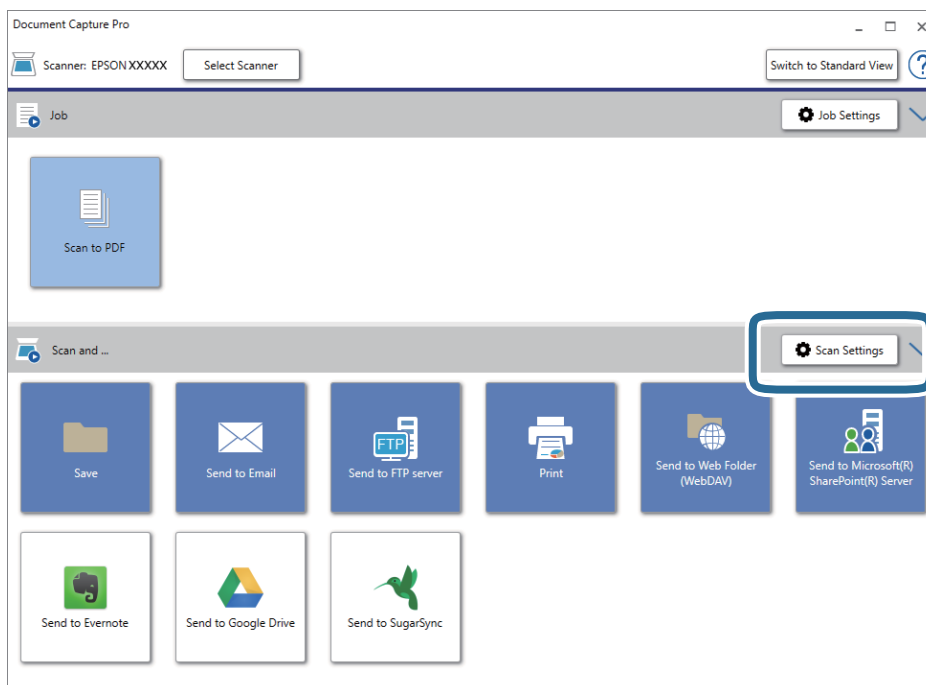 Document Capture Pro
Scanner: EPSON XXXXX
Select Scanner
Switch to Standard View
?
Job
Job Settings
Scan to PDF
Scan and ...
Scan Settings
Save
Send to Email
FTP
Send to FTP server
Print
Send to Web Folder
(WebDAV)
Send to Microsoft(R)
SharePoint(R) Server
Send to Evernote
Send to Google Drive
Send to SugarSync